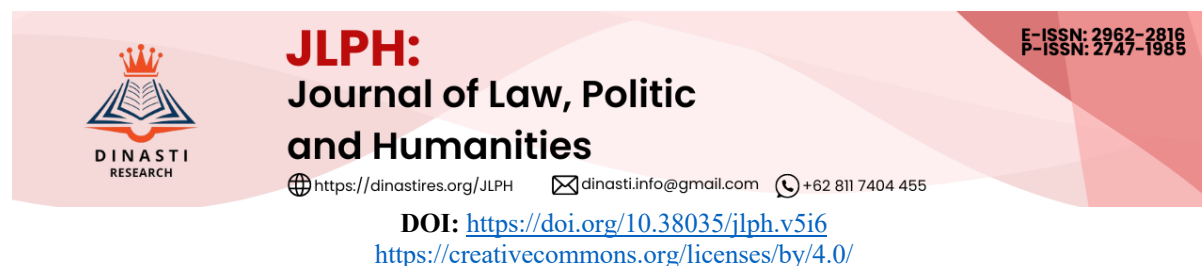 JLPH:
Journal of Law, Politic
and Humanities
E-ISSN: 2962-2816
P-ISSN: 2747-1985
DINASTI
RESEARCH
https://dinastires.org/JLPH dinasti.info@gmail.com +62 811 7404 455
DOI: https://doi.org/10.38035/jlph.v5i6
https://creativecommons.org/licenses/by/4.0/